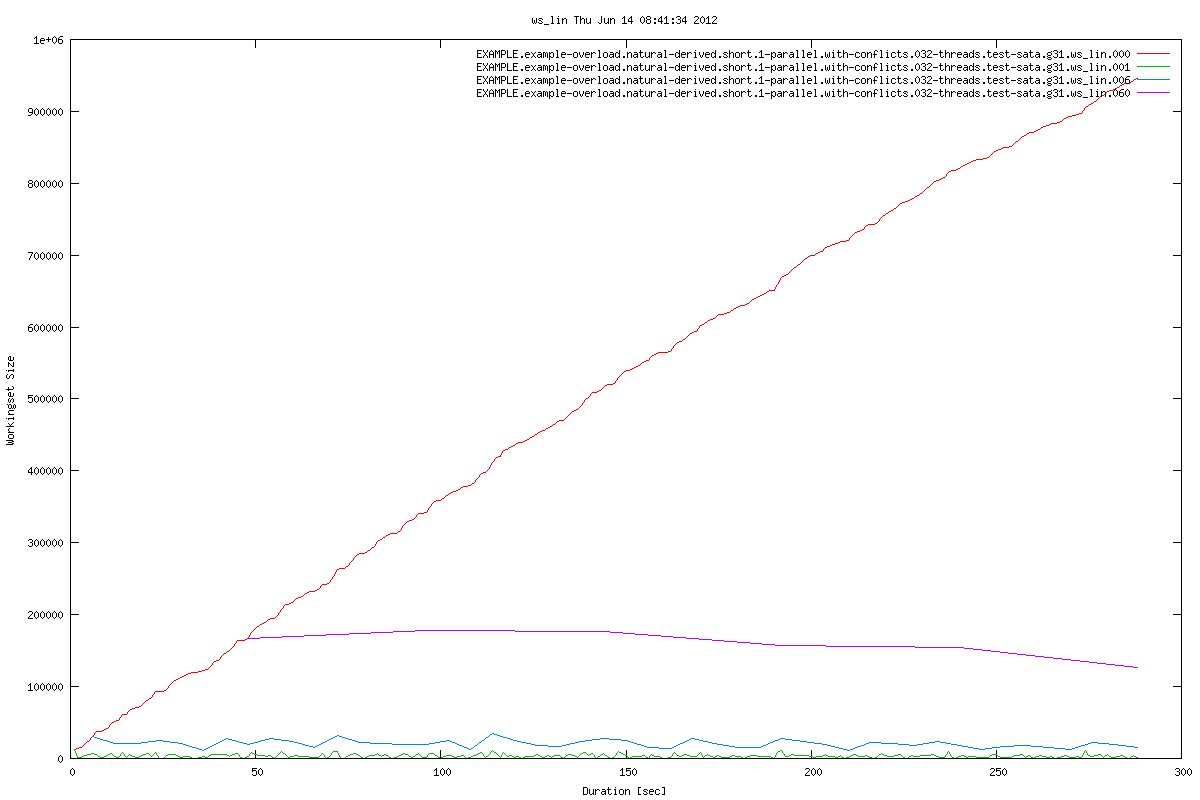 ws_lin Thu Jun 14 08:41:34 2012
1e+06
EXAMPLE.example-overload.natural-derived.short.1-parallel.with-conflicts.032-threads.test-sata.g31.ws_lin.000
EXAMPLE.example-overload.natural-derived.short.1-parallel.with-conflicts.032-threads.test-sata.g31.ws_lin.001
EXAMPLE.example-overload.natural-derived.short.1-parallel.with-conflicts.032-threads.test-sata.g31.ws_lin.006
EXAMPLE.example-overload.natural-derived.short.1-parallel.with-conflicts.032-threads.test-sata.g31.ws_lin.060
900000
800000
700000
600000
500000
400000
300000
200000
100000
0
Workingset Size
0 50 100 150 200 250 300
Duration [sec]